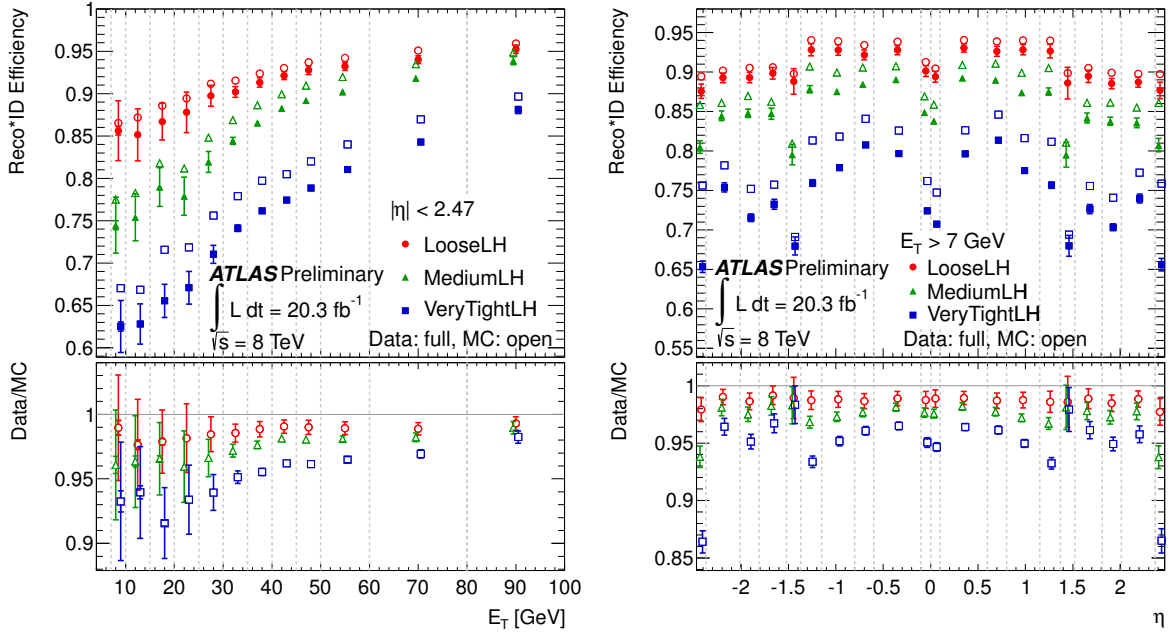 Reco*ID Efficiency
0.95
0.9
0.85
0.8
0.75
0.7
0.65
0.6
|η| < 2.47
LooseLH
MediumLH
VeryTightLH
ATLAS Preliminary
∫ L dt = 20.3 fb⁻¹
√s = 8 TeV
Data: full, MC: open
Data/MC
1
0.95
0.9
10 20 30 40 50 60 70 80 90 100
E_T [GeV]
Reco*ID Efficiency
1
0.95
0.9
0.85
0.8
0.75
0.7
0.65
0.6
0.55
E_T > 7 GeV
ATLAS Preliminary
LooseLH
∫ L dt = 20.3 fb⁻¹
MediumLH
VeryTightLH
√s = 8 TeV
Data: full, MC: open
Data/MC
1
0.95
0.9
0.85
-2 -1.5 -1 -0.5 0 0.5 1 1.5 2
η